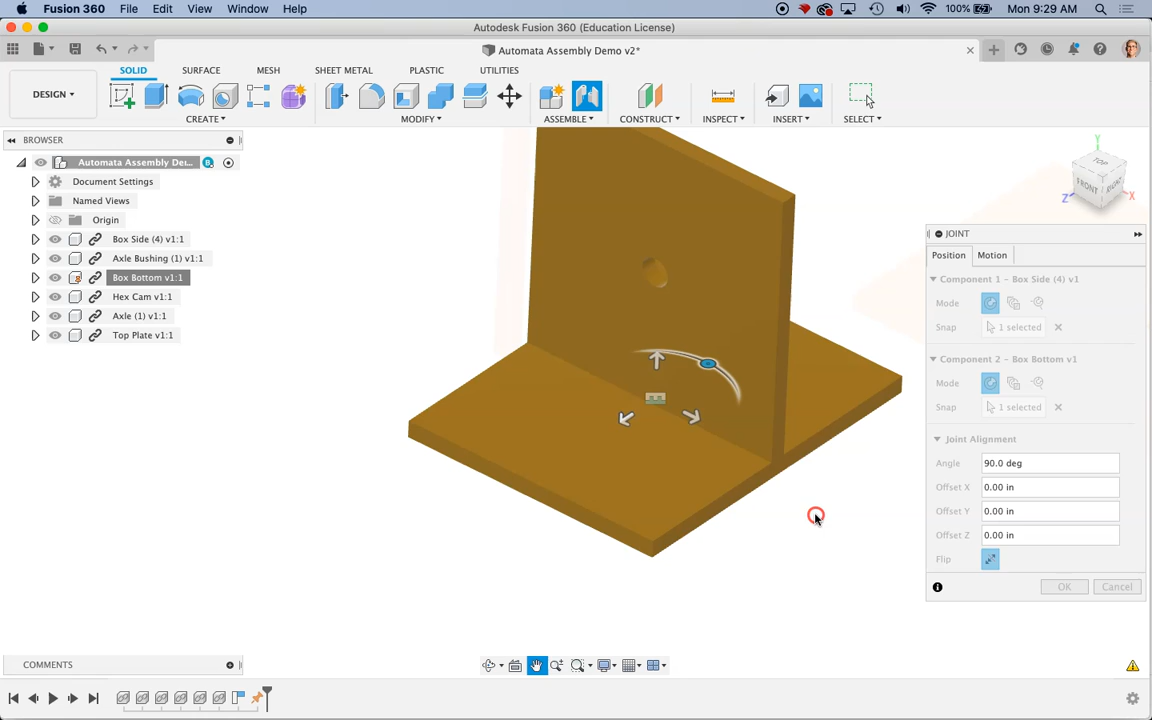 Fusion 360 File Edit View Window Help 100% Mon 9:29 AM
Autodesk Fusion 360 (Education License)
Automata Assembly Demo v2*
SOLID SURFACE MESH SHEET METAL PLASTIC UTILITIES
DESIGN
CREATE MODIFY ASSEMBLE CONSTRUCT INSPECT INSERT SELECT
BROWSER
Automata Assembly Dei...
Document Settings
Named Views
Origin
Box Side (4) v1:1
Axle Bushing (1) v1:1
Box Bottom v1:1
Hex Cam v1:1
Axle (1) v1:1
Top Plate v1:1
Y
TOP
FRONT RIGHT
Z X
JOINT
Position Motion
Component 1 - Box Side (4) v1
Mode
Snap 1 selected
Component 2 - Box Bottom v1
Mode
Snap 1 selected
Joint Alignment
Angle 90.0 deg
Offset X 0.00 in
Offset Y 0.00 in
Offset Z 0.00 in
Flip
OK Cancel
COMMENTS